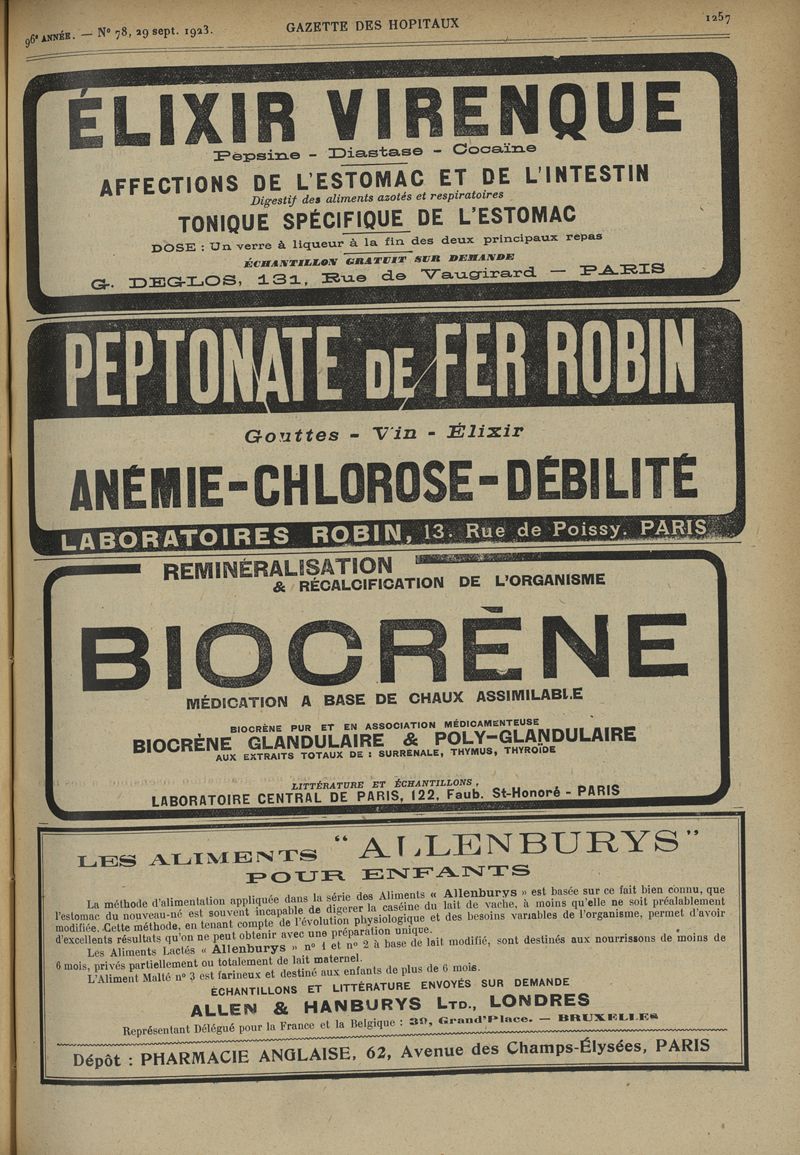 96e ANNÉE. — No 78, 29 sept. 1923.
GAZETTE DES HOPITAUX
1257
ÉLIXIR VIRENQUE
Pepsine - Diastase - Cocaïne
AFFECTIONS DE L'ESTOMAC ET DE L'INTESTIN
Digestif des aliments azotés et respiratoires
TONIQUE SPÉCIFIQUE DE L'ESTOMAC
DOSE : Un verre à liqueur à la fin des deux principaux repas
ÉCHANTILLON GRATUIT SUR DEMANDE
G. DEGLOS, 131, Rue de Vaugirard — PARIS
PEPTONATE DE FER ROBIN
Gouttes - Vin - Élixir
ANÉMIE-CHLOROSE-DÉBILITÉ
LABORATOIRES ROBIN, 13. Rue de Poissy. PARIS
REMINÉRALISATION
& RÉCALCIFICATION DE L'ORGANISME
BIOCRÈNE
MÉDICATION A BASE DE CHAUX ASSIMILABLE
BIOCRÈNE PUR ET EN ASSOCIATION MÉDICAMENTEUSE
BIOCRÈNE GLANDULAIRE & POLY-GLANDULAIRE
AUX EXTRAITS TOTAUX DE : SURRÉNALE, THYMUS, THYROÏDE
LITTÉRATURE ET ÉCHANTILLONS,
LABORATOIRE CENTRAL DE PARIS, 122, Faub. St-Honoré - PARIS
LES ALIMENTS "ALLENBURYS"
POUR ENFANTS
La méthode d'alimentation appliquée dans la série des Aliments « Allenburys » est basée sur ce fait bien connu, que
l'estomac du nouveau-né est souvent incapable de digérer la caséine du lait de vache, à moins qu'elle ne soit préalablement
modifiée. Cette méthode, en tenant compte de l'évolution physiologique et des besoins variables de l'organisme, permet d'avoir
d'excellents résultats qu'on ne peut obtenir avec une préparation unique.
Les Aliments Lactés « Allenburys » no 1 et no 2 à base de lait modifié, sont destinés aux nourrissons de moins de
6 mois, privés partiellement ou totalement de lait maternel.
L'Aliment Malté no 3 est farineux et destiné aux enfants de plus de 6 mois.
ÉCHANTILLONS ET LITTÉRATURE ENVOYÉS SUR DEMANDE
ALLEN & HANBURYS LTD., LONDRES
Représentant Délégué pour la France et la Belgique : 39, Grand'Place. — BRUXELLES
Dépôt : PHARMACIE ANGLAISE, 62, Avenue des Champs-Élysées, PARIS